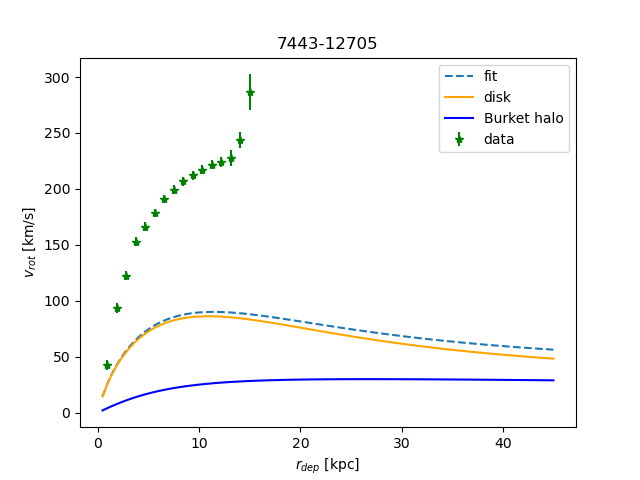 7443-12705
300
250
200
150
100
50
0
v_rot [km/s]
fit
disk
Burket halo
data
0 10 20 30 40
r_dep [kpc]